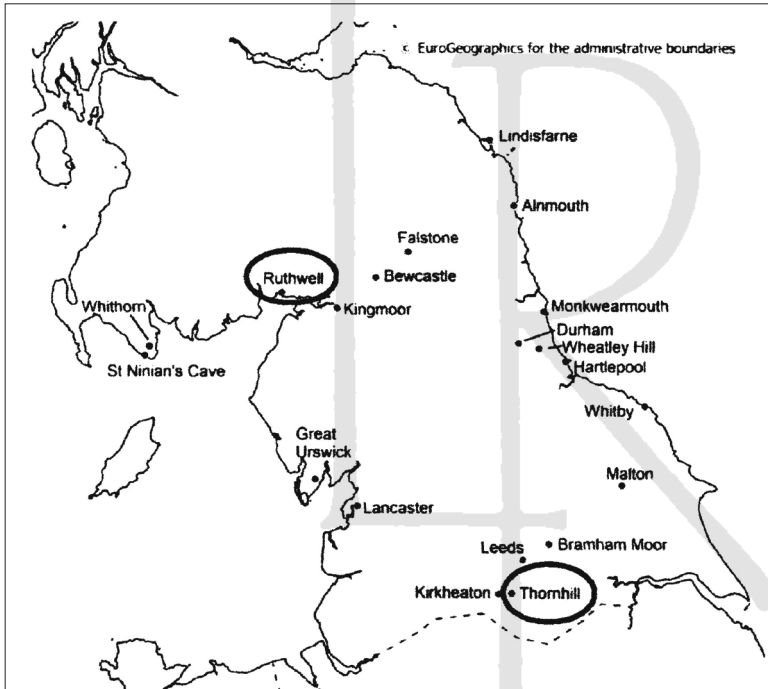 © EuroGeographics for the administrative boundaries
Lindisfarne
Alnmouth
Falstone
Bewcastle
Ruthwell
Kingmoor
Whithorn
St Ninian's Cave
Monkwearmouth
Durham
Wheatley Hill
Hartlepool
Whitby
Great
Urswick
Malton
Lancaster
Leeds
Bramham Moor
Kirkheaton
Thornhill